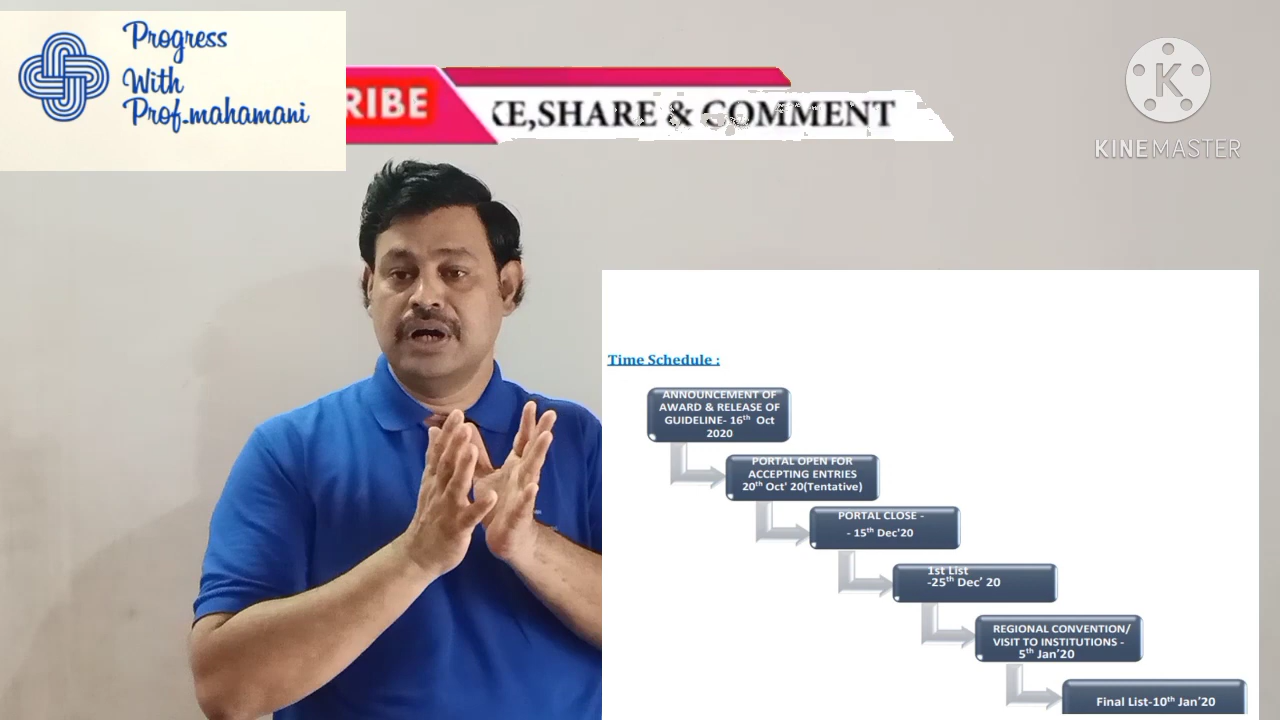 Progress
With
Prof.mahamani
RIBE
KE,SHARE & COMMENT
K
KINEMASTER
Time Schedule :
ANNOUNCEMENT OF
AWARD & RELEASE OF
GUIDELINE- 16th Oct
2020
PORTAL OPEN FOR
ACCEPTING ENTRIES
20th Oct' 20(Tentative)
PORTAL CLOSE -
- 15th Dec'20
1st List
-25th Dec' 20
REGIONAL CONVENTION/
VISIT TO INSTITUTIONS -
5th Jan'20
Final List-10th Jan'20